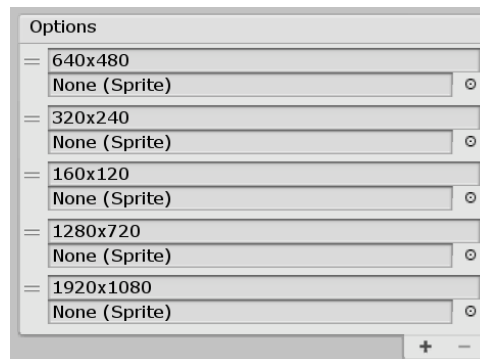 Options
640x480
None (Sprite)
320x240
None (Sprite)
160x120
None (Sprite)
1280x720
None (Sprite)
1920x1080
None (Sprite)